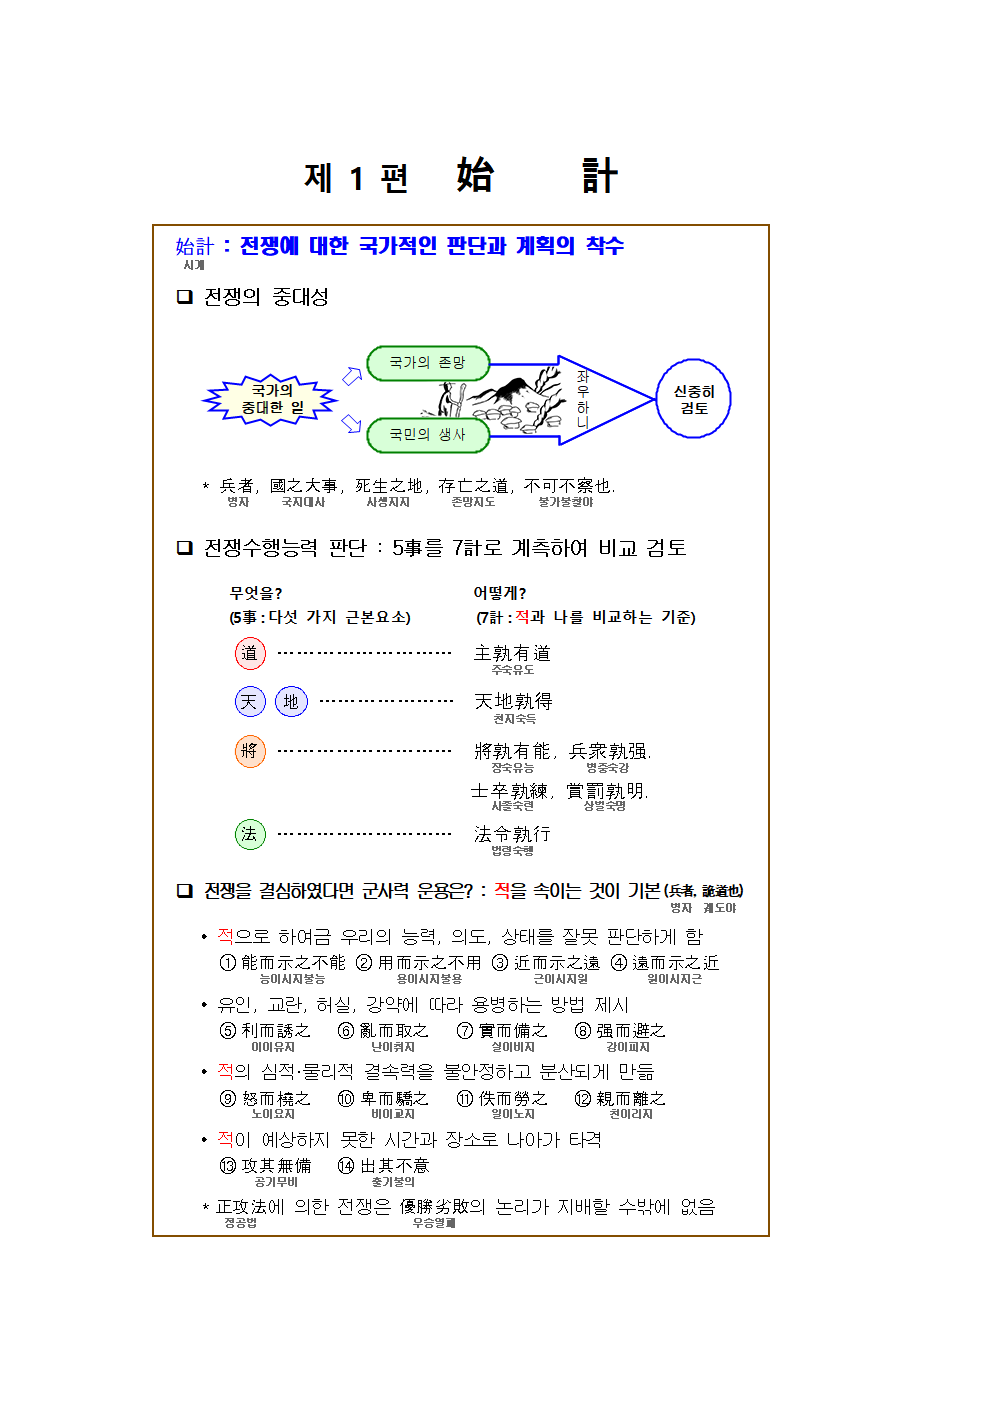 제 1 편 始 計
始計 : 전쟁에 대한 국가적인 판단과 계획의 착수
시계
❑ 전쟁의 중대성
국가의 중대한 일
국가의 존망
국민의 생사
좌우하니
신중히 검토
* 兵者, 國之大事, 死生之地, 存亡之道, 不可不察也.
병자 국지대사 사생지지 존망지도 불가불찰야
❑ 전쟁수행능력 판단 : 5事를 7計로 계측하여 비교 검토
무엇을? 어떻게?
(5事 : 다섯 가지 근본요소) (7計 : 적과 나를 비교하는 기준)
道 ………………………… 主孰有道
주숙유도
天 地 ………………………… 天地孰得
천지숙득
將 ………………………… 將孰有能, 兵衆孰强.
장숙유능 병중숙강
士卒孰練, 賞罰孰明.
사졸숙련 상벌숙명
法 ………………………… 法令孰行
법령숙행
❑ 전쟁을 결심하였다면 군사력 운용은? : 적을 속이는 것이 기본 (兵者, 詭道也)
병자 궤도야
• 적으로 하여금 우리의 능력, 의도, 상태를 잘못 판단하게 함
① 能而示之不能 ② 用而示之不用 ③ 近而示之遠 ④ 遠而示之近
능이시지불능 용이시지불용 근이시지원 원이시지근
• 유인, 교란, 허실, 강약에 따라 용병하는 방법 제시
⑤ 利而誘之 ⑥ 亂而取之 ⑦ 實而備之 ⑧ 强而避之
이이유지 난이취지 실이비지 강이피지
• 적의 심적·물리적 결속력을 불안정하고 분산되게 만듦
⑨ 怒而橈之 ⑩ 卑而驕之 ⑪ 佚而勞之 ⑫ 親而離之
노이요지 비이교지 일이노지 친이리지
• 적이 예상하지 못한 시간과 장소로 나아가 타격
⑬ 攻其無備 ⑭ 出其不意
공기무비 출기불의
* 正攻法에 의한 전쟁은 優勝劣敗의 논리가 지배할 수밖에 없음
정공법 우승열패